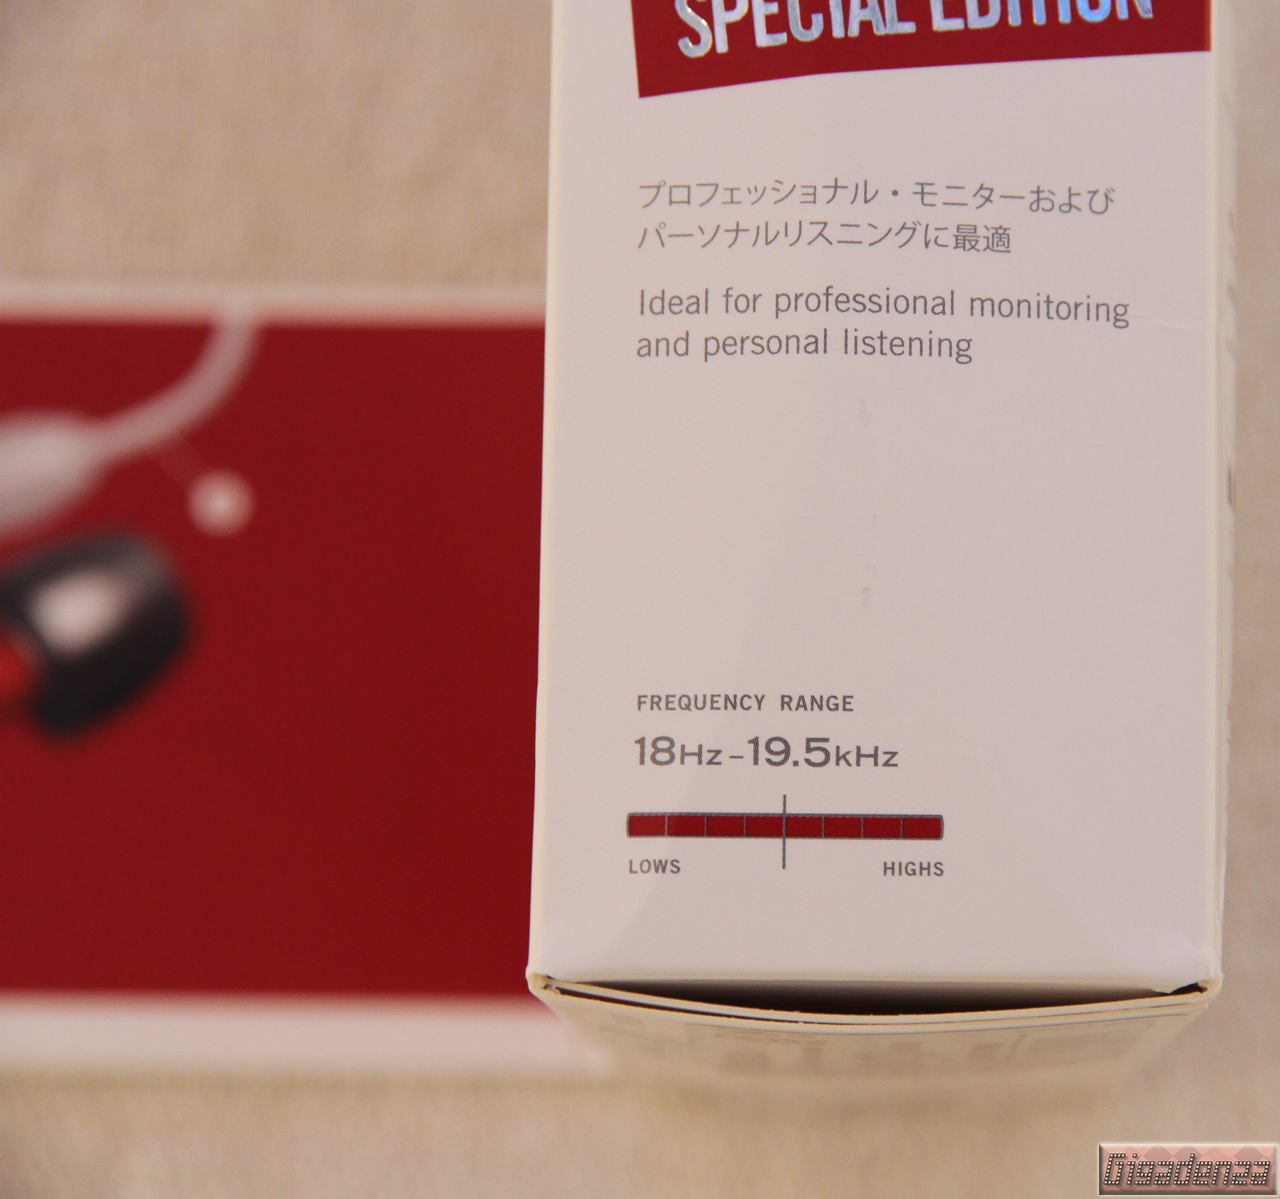 SPECIAL EDITION
プロフェッショナル・モニターおよび
パーソナルリスニングに最適
Ideal for professional monitoring
and personal listening
FREQUENCY RANGE
18Hz–19.5kHz
LOWS HIGHS
Gigadenza